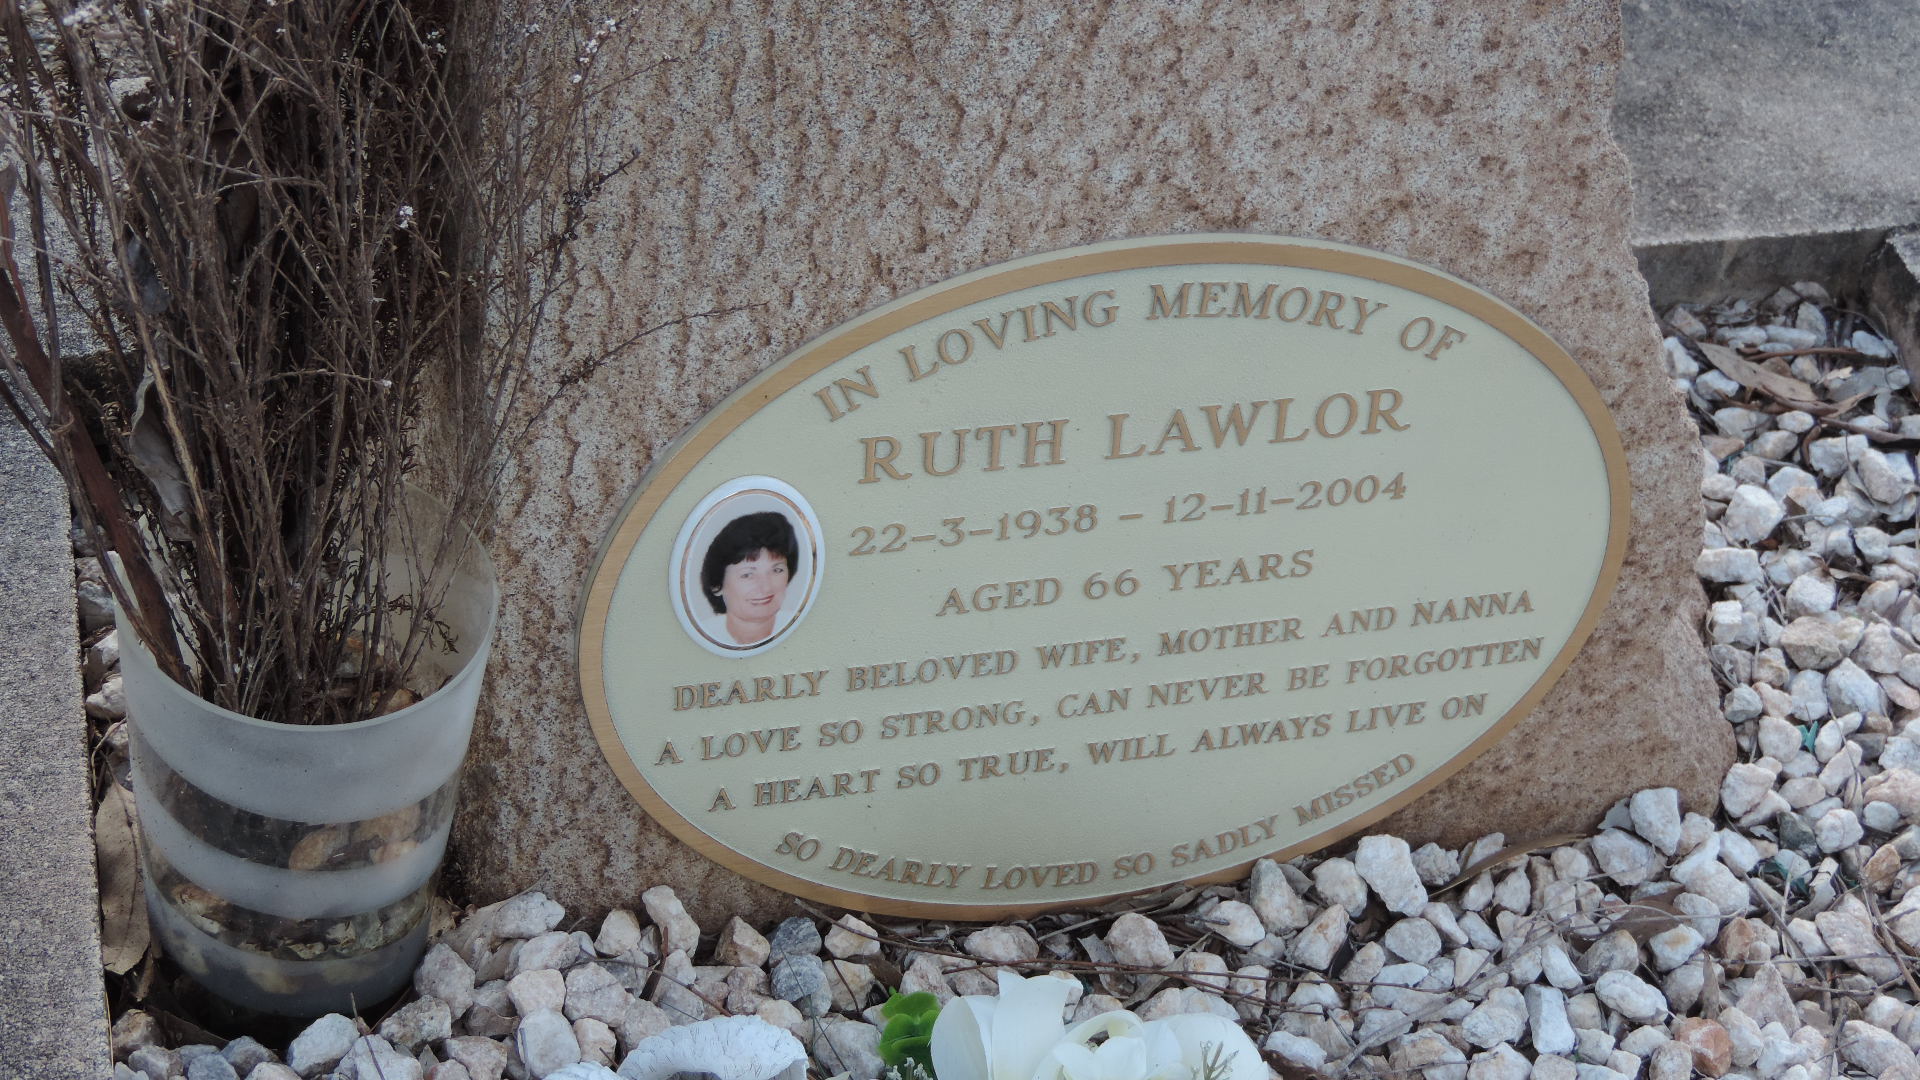 IN LOVING MEMORY OF
RUTH LAWLOR
22-3-1938 - 12-11-2004
AGED 66 YEARS
DEARLY BELOVED WIFE, MOTHER AND NANNA
A LOVE SO STRONG, CAN NEVER BE FORGOTTEN
A HEART SO TRUE, WILL ALWAYS LIVE ON
SO DEARLY LOVED SO SADLY MISSED